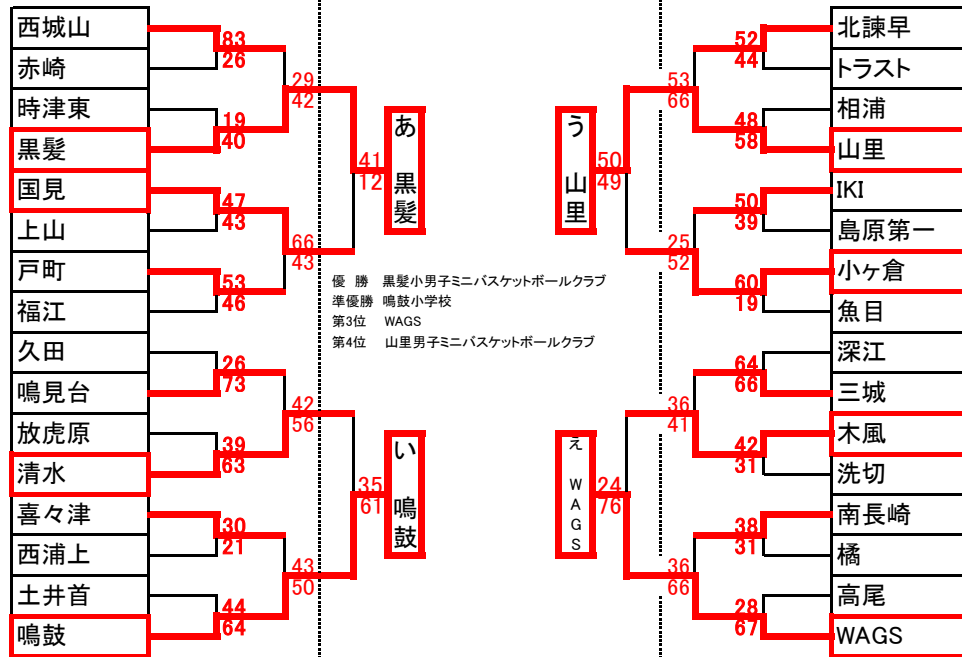 西城山
赤崎
時津東
黒髪
国見
上山
戸町
福江
久田
鳴見台
放虎原
清水
喜々津
西浦上
土井首
鳴鼓
83
26
19
40
47
43
53
46
26
73
39
63
30
21
44
64
29
42
66
43
42
56
43
50
41
12
35
61
あ 黒髪
い 鳴鼓
優 勝 黒髪小男子ミニバスケットボールクラブ
準優勝 鳴鼓小学校
第3位 WAGS
第4位 山里男子ミニバスケットボールクラブ
う 山里
え WAGS
50
49
24
76
53
66
25
52
36
41
36
66
52
44
48
58
50
39
60
19
64
66
42
31
38
31
28
67
北諫早
トラスト
相浦
山里
IKI
島原第一
小ヶ倉
魚目
深江
三城
木風
洗切
南長崎
橘
高尾
WAGS